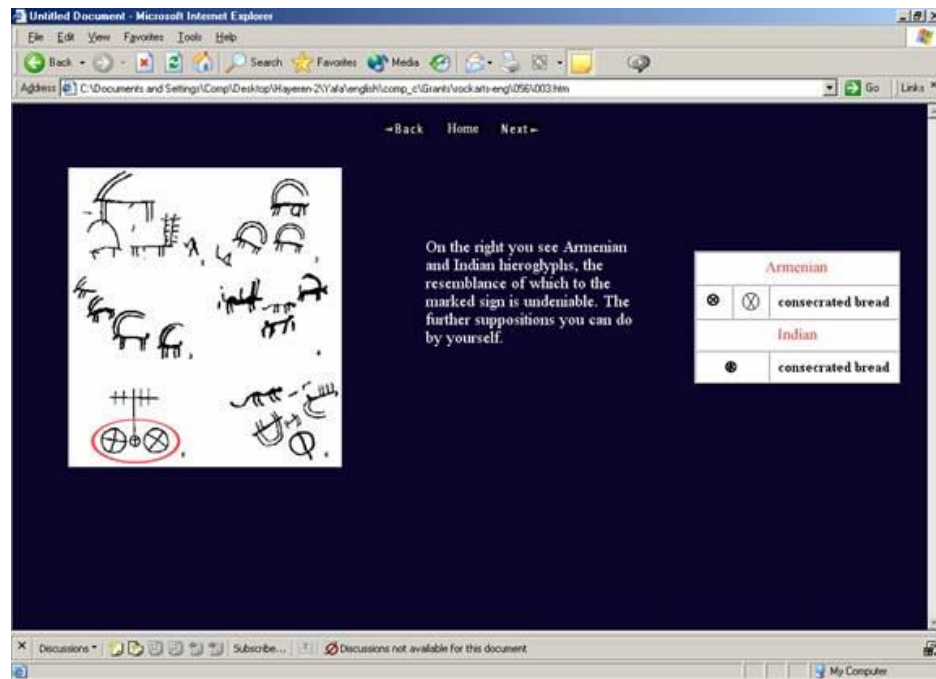 Untitled Document - Microsoft Internet Explorer
File Edit View Favorites Tools Help
Back Search Favorites Media
Address C:\Documents and Settings\Comp\Desktop\Hayeren-2\Yafa\english\comp_c\Grants\rockarts-eng\056\003.htm Go Links
Back Home Next
On the right you see Armenian
and Indian hieroglyphs, the
resemblance of which to the
marked sign is undeniable. The
further suppositions you can do
by yourself.
Armenian
consecrated bread
Indian
consecrated bread
Discussions Subscribe... Discussions not available for this document
My Computer